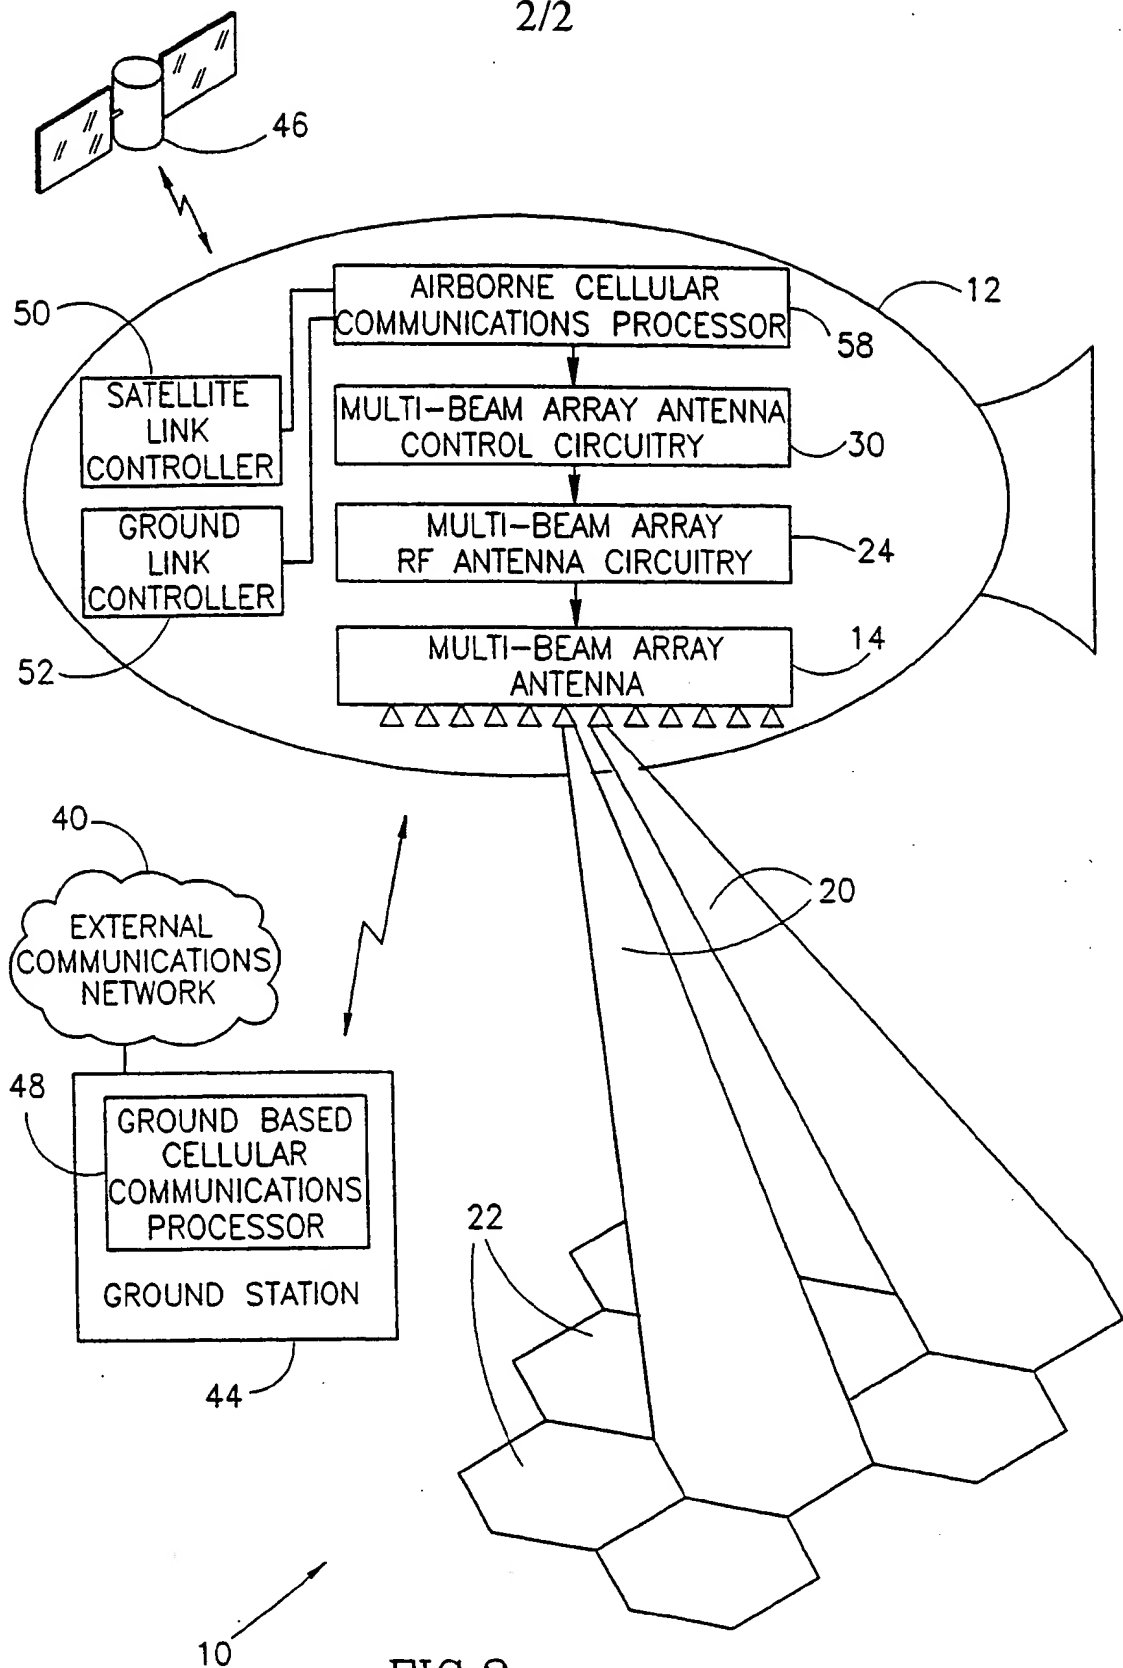 2/2
46
12
50
AIRBORNE CELLULAR
COMMUNICATIONS PROCESSOR
58
SATELLITE
LINK
CONTROLLER
MULTI-BEAM ARRAY ANTENNA
CONTROL CIRCUITRY
30
GROUND
LINK
CONTROLLER
MULTI-BEAM ARRAY
RF ANTENNA CIRCUITRY
24
52
MULTI-BEAM ARRAY
ANTENNA
14
40
EXTERNAL
COMMUNICATIONS
NETWORK
20
48
GROUND BASED
CELLULAR
COMMUNICATIONS
PROCESSOR
GROUND STATION
44
22
10